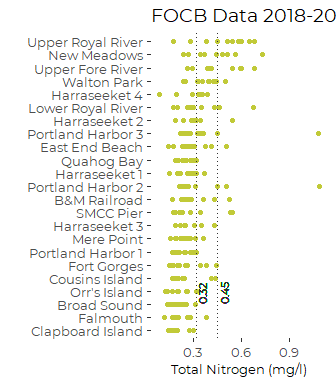 FOCB Data 2018-20
Upper Royal River
New Meadows
Upper Fore River
Walton Park
Harraseeket 4
Lower Royal River
Harraseeket 2
Portland Harbor 3
East End Beach
Quahog Bay
Harraseeket 1
Portland Harbor 2
B&M Railroad
SMCC Pier
Harraseeket 3
Mere Point
Portland Harbor 1
Fort Gorges
Cousins Island
Orr's Island
Broad Sound
Falmouth
Clapboard Island
0.32
0.45
0.3 0.6 0.9
Total Nitrogen (mg/l)